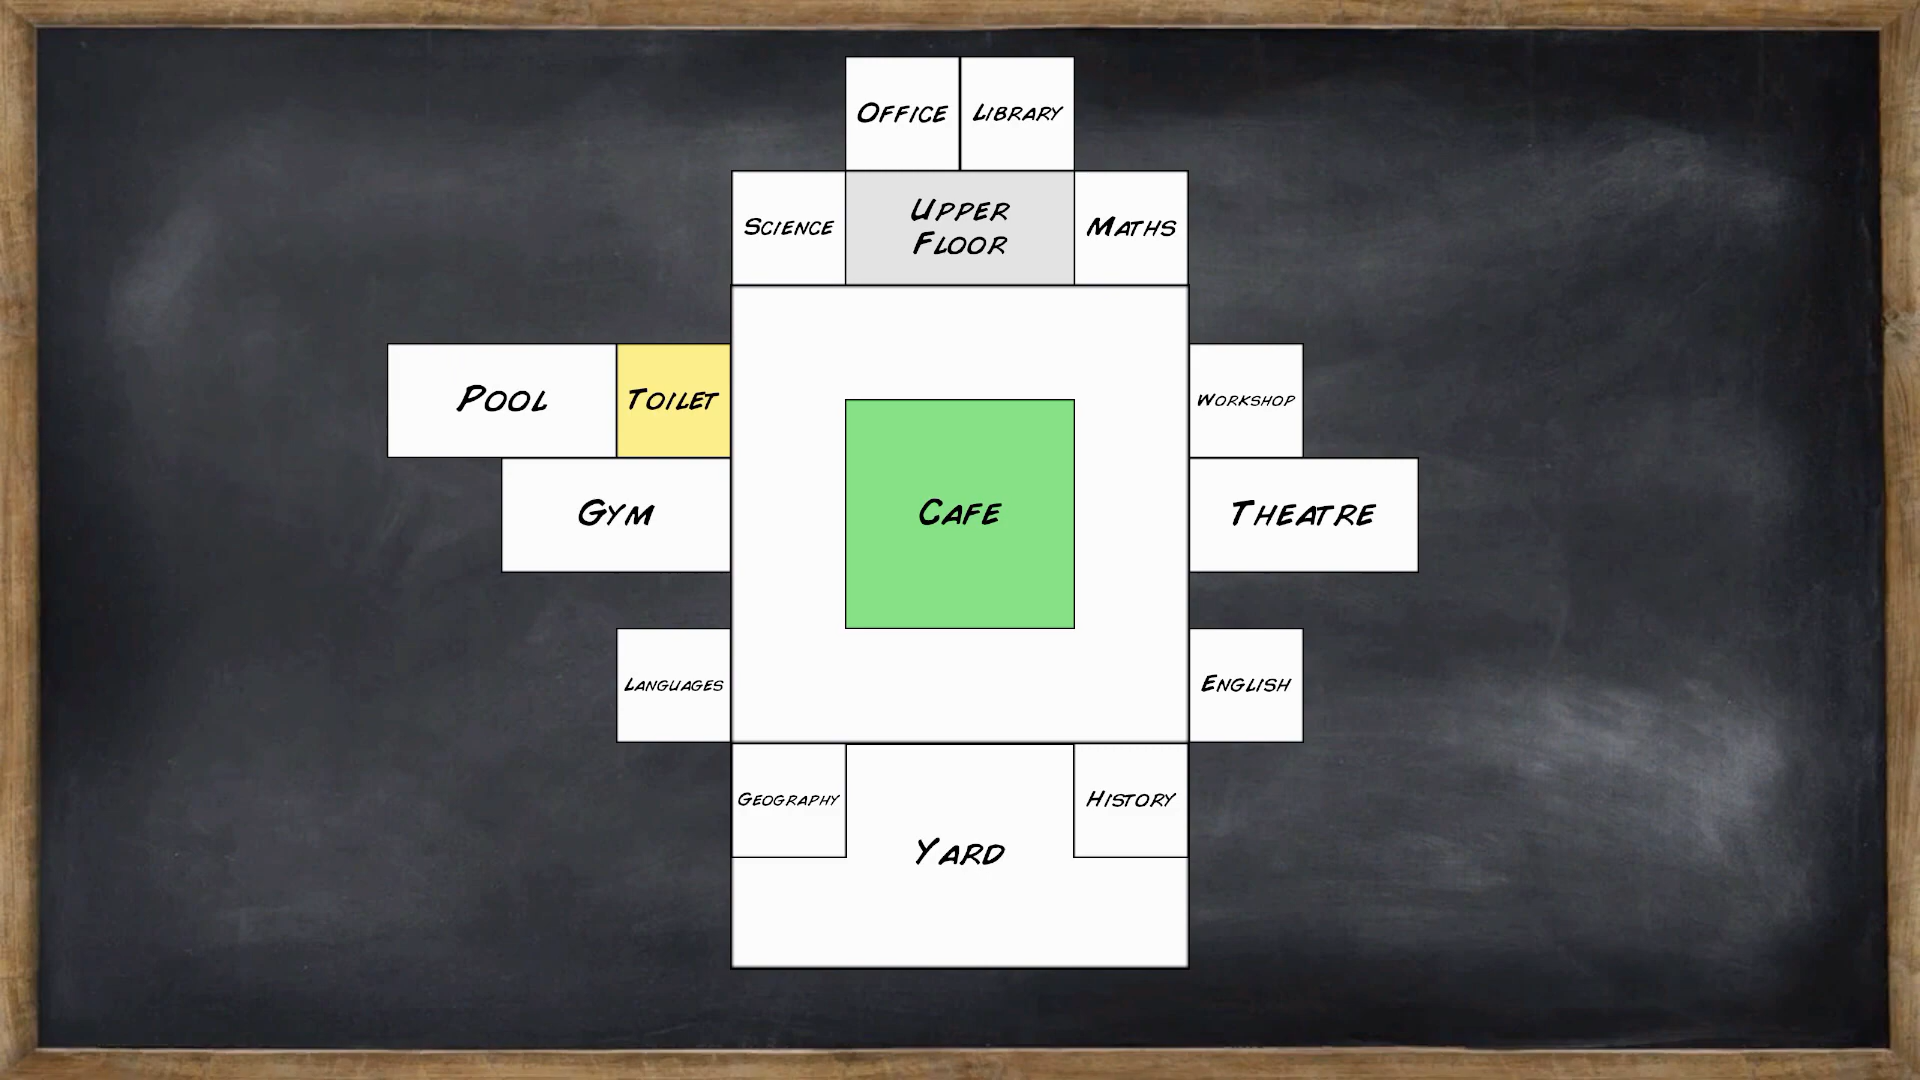 OFFICE
LIBRARY
SCIENCE
UPPER
FLOOR
MATHS
POOL
TOILET
WORKSHOP
GYM
CAFE
THEATRE
LANGUAGES
ENGLISH
GEOGRAPHY
HISTORY
YARD